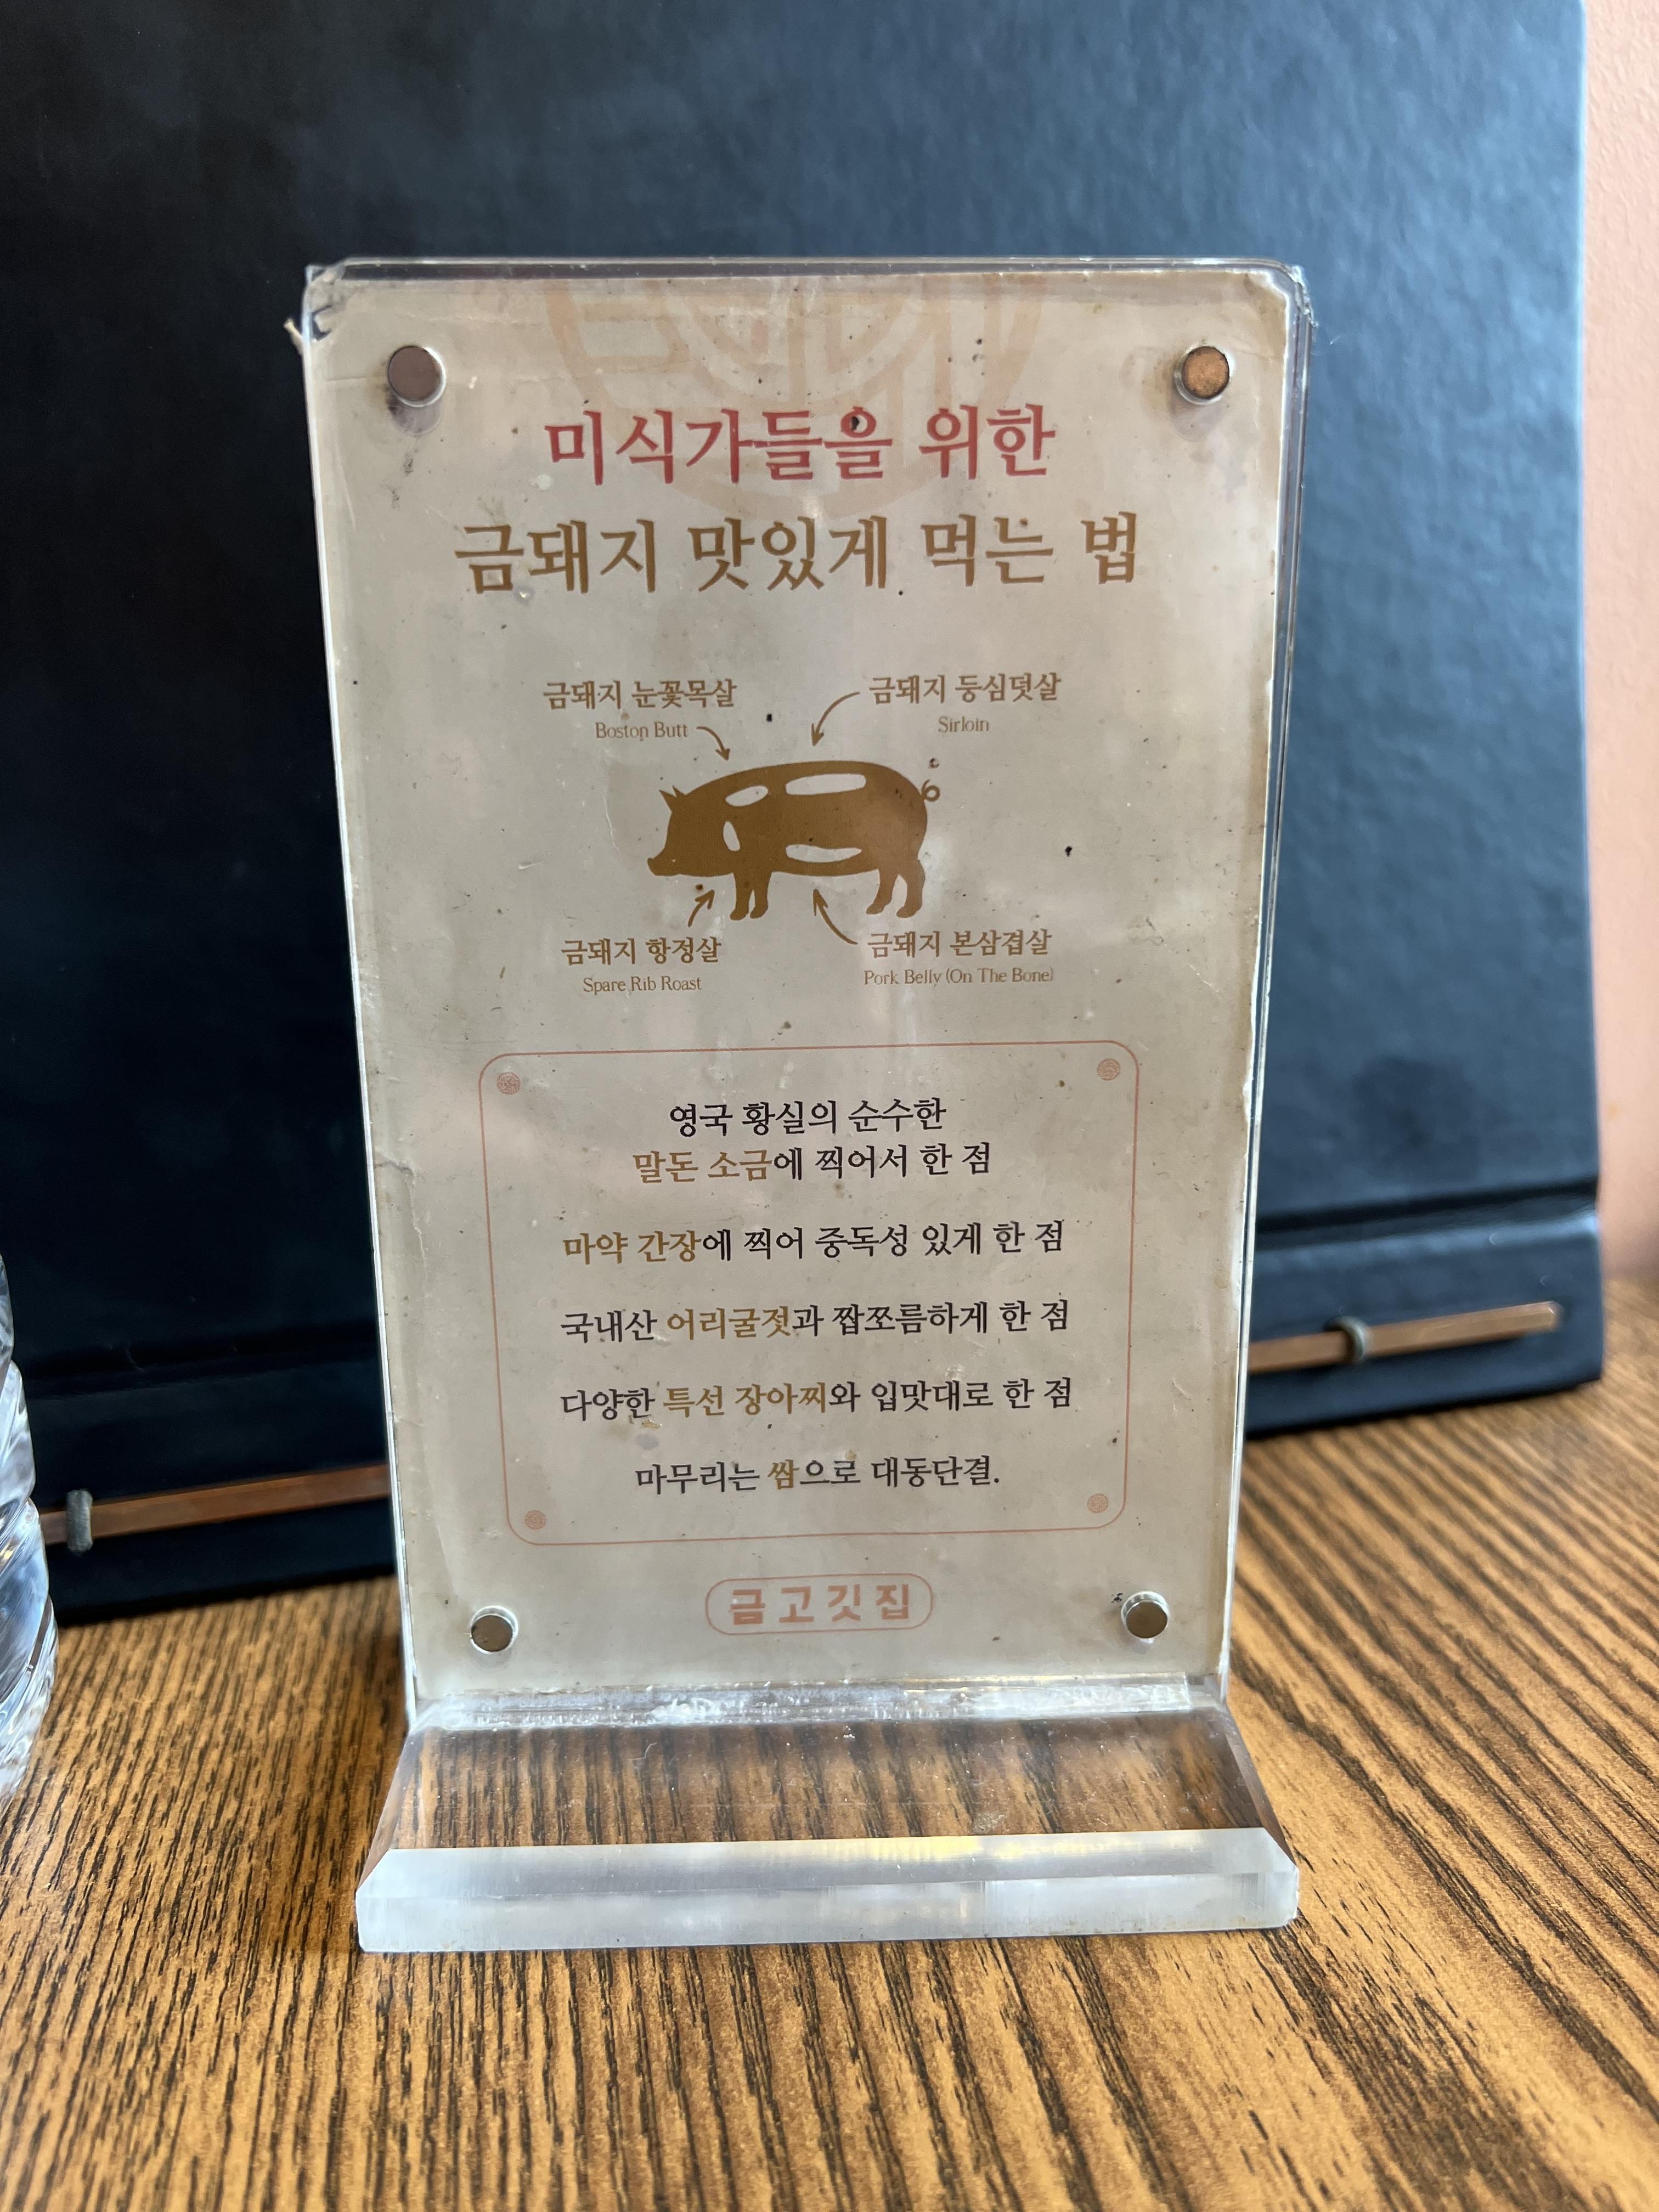 미식가들을 위한
금돼지 맛있게 먹는 법
금돼지 눈꽃목살
Boston Butt
금돼지 등심덧살
Sirloin
금돼지 항정살
Spare Rib Roast
금돼지 본삼겹살
Pork Belly (On The Bone)
영국 황실의 순수한
말돈 소금에 찍어서 한 점
마약 간장에 찍어 중독성 있게 한 점
국내산 어리굴젓과 짭쪼름하게 한 점
다양한 특선 장아찌와 입맛대로 한 점
마무리는 쌈으로 대동단결.
금고깃집